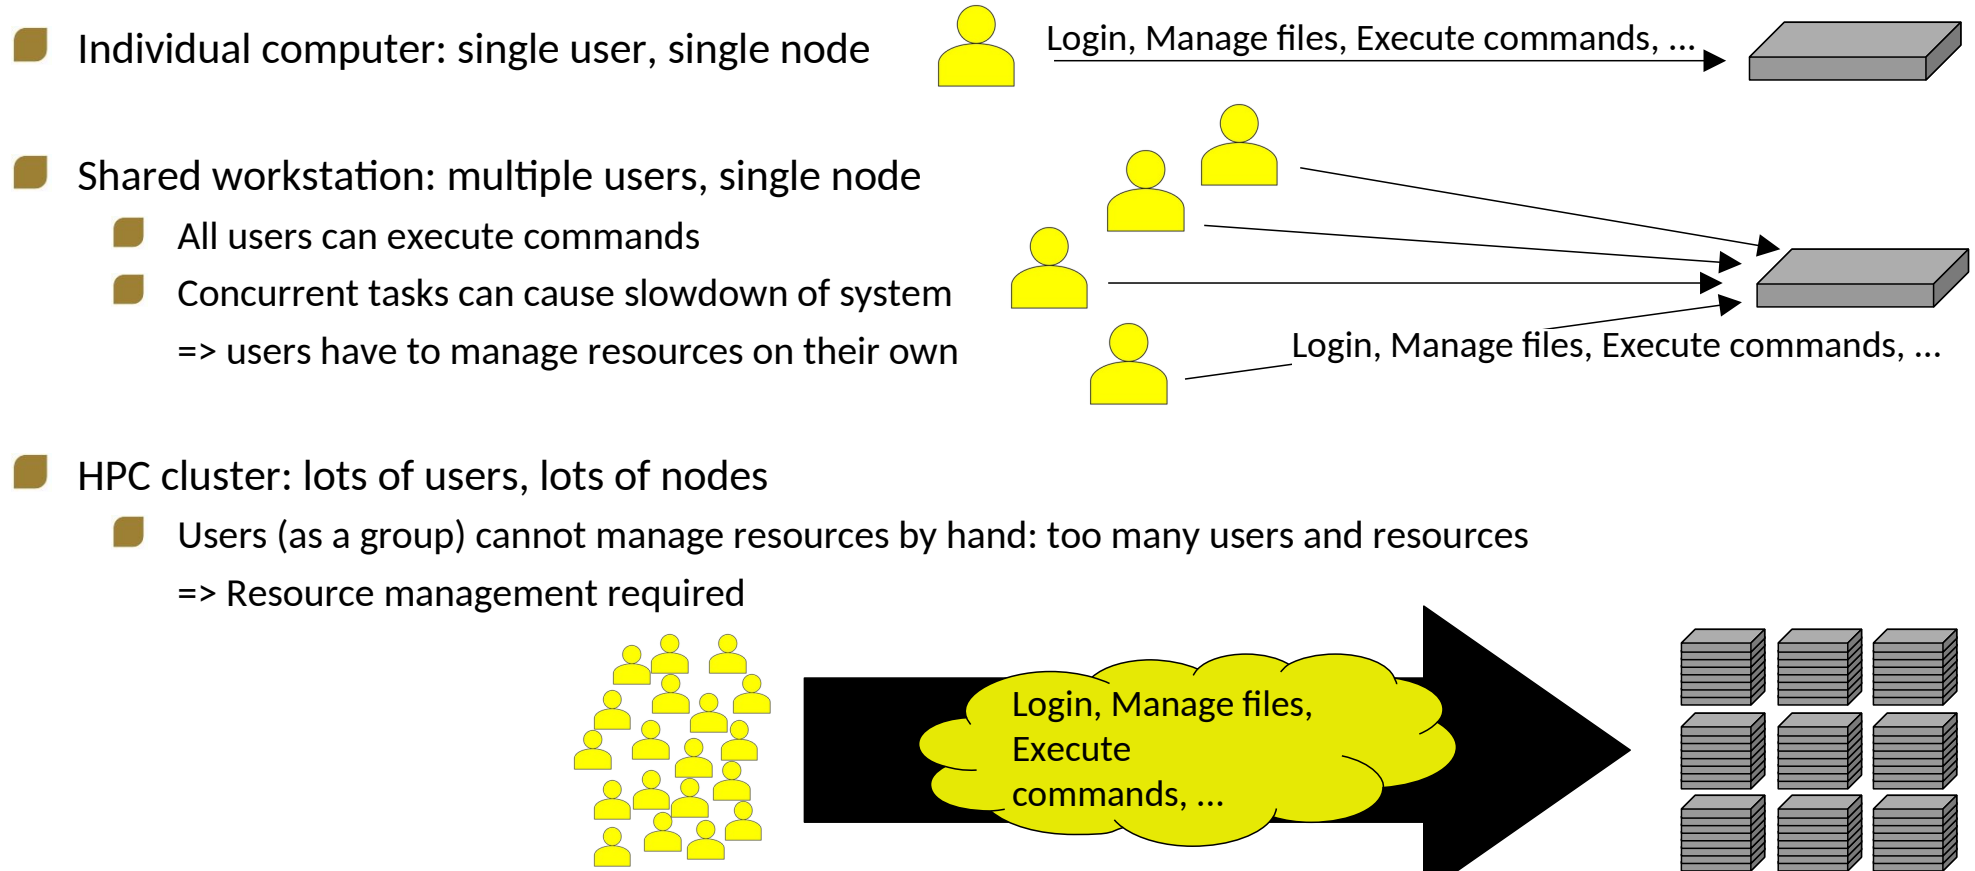 Individual computer: single user, single node
Login, Manage files, Execute commands, ...
Shared workstation: multiple users, single node
All users can execute commands
Concurrent tasks can cause slowdown of system
=> users have to manage resources on their own
Login, Manage files, Execute commands, ...
HPC cluster: lots of users, lots of nodes
Users (as a group) cannot manage resources by hand: too many users and resources
=> Resource management required
Login, Manage files,
Execute
commands, ...